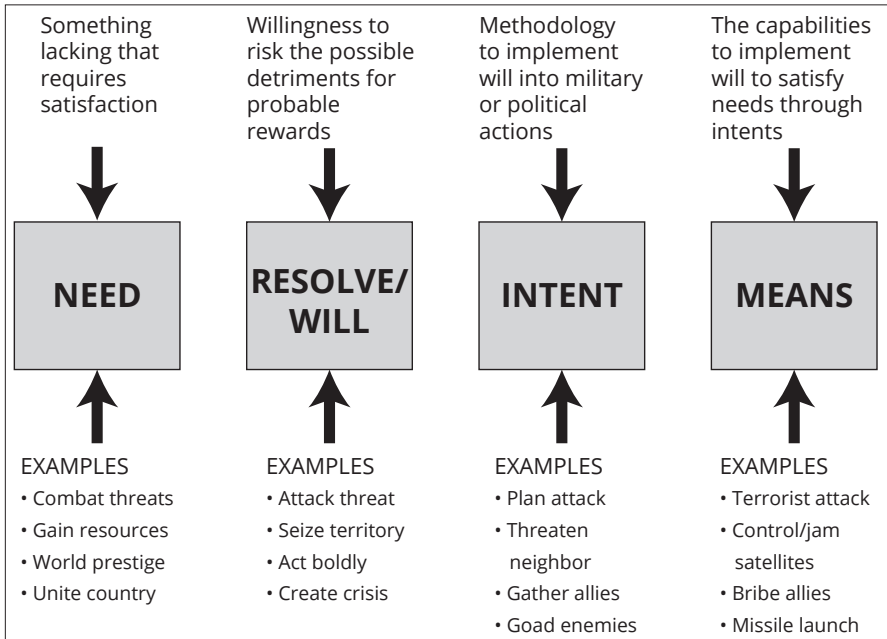 Something
lacking that
requires
satisfaction
Willingness to
risk the possible
detriments for
probable
rewards
Methodology
to implement
will into military
or political
actions
The capabilities
to implement
will to satisfy
needs through
intents
NEED
RESOLVE/
WILL
INTENT
MEANS
EXAMPLES
• Combat threats
• Gain resources
• World prestige
• Unite country
EXAMPLES
• Attack threat
• Seize territory
• Act boldly
• Create crisis
EXAMPLES
• Plan attack
• Threaten
neighbor
• Gather allies
• Goad enemies
EXAMPLES
• Terrorist attack
• Control/jam
satellites
• Bribe allies
• Missile launch